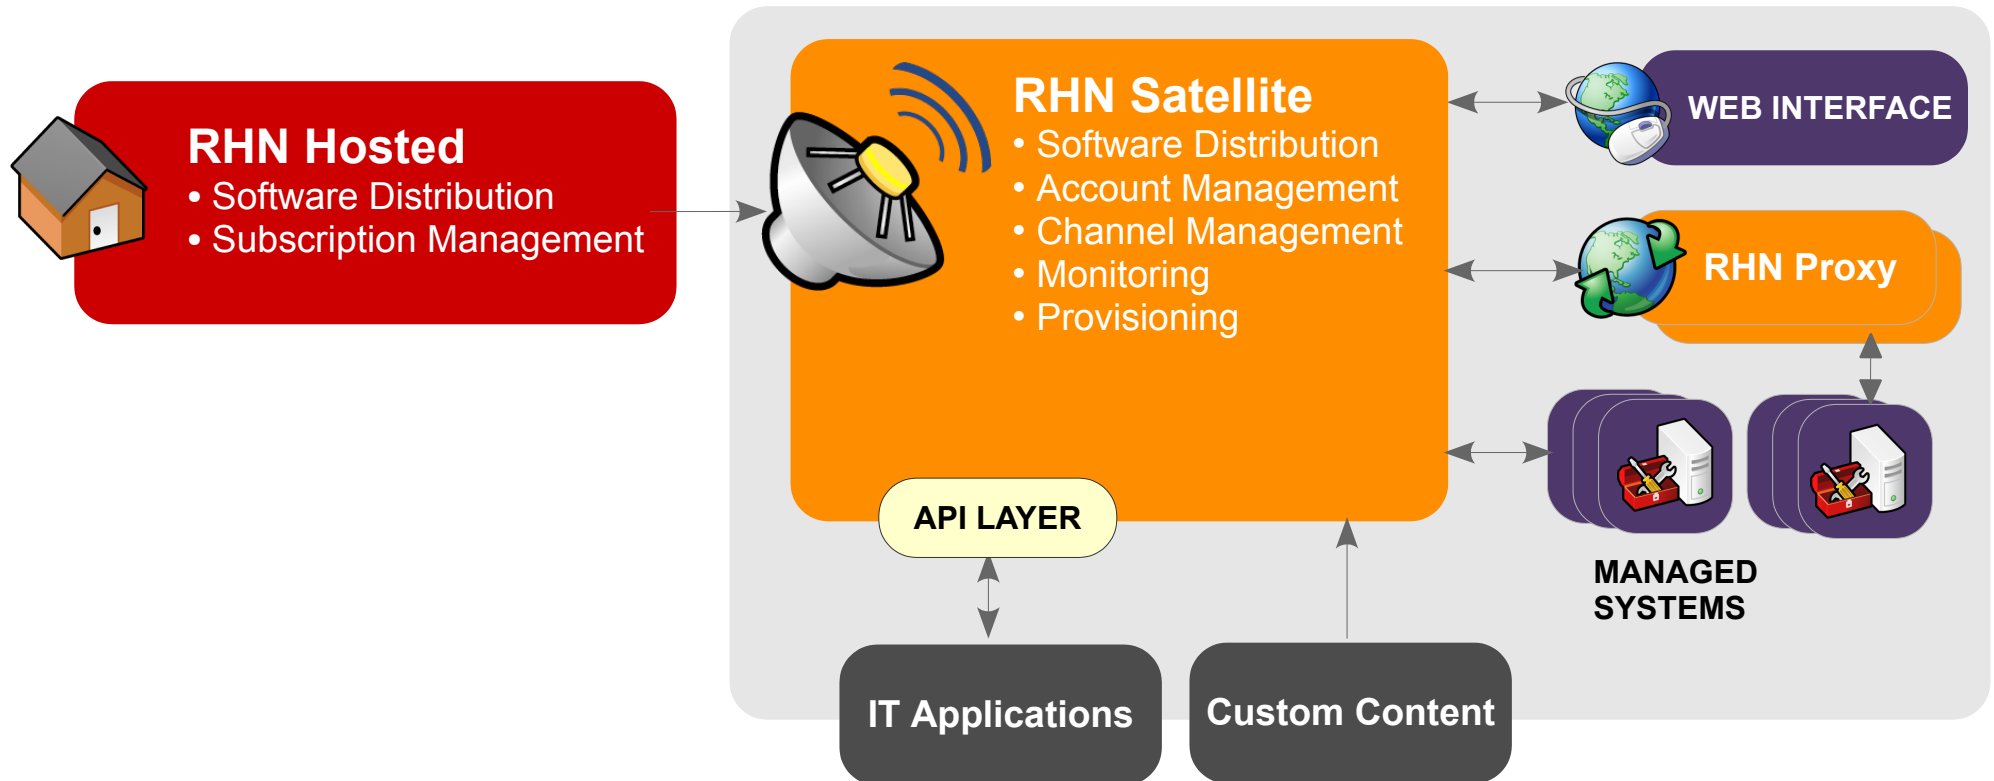 RHN Hosted
• Software Distribution
• Subscription Management
RHN Satellite
• Software Distribution
• Account Management
• Channel Management
• Monitoring
• Provisioning
API LAYER
IT Applications
Custom Content
WEB INTERFACE
RHN Proxy
MANAGED
SYSTEMS